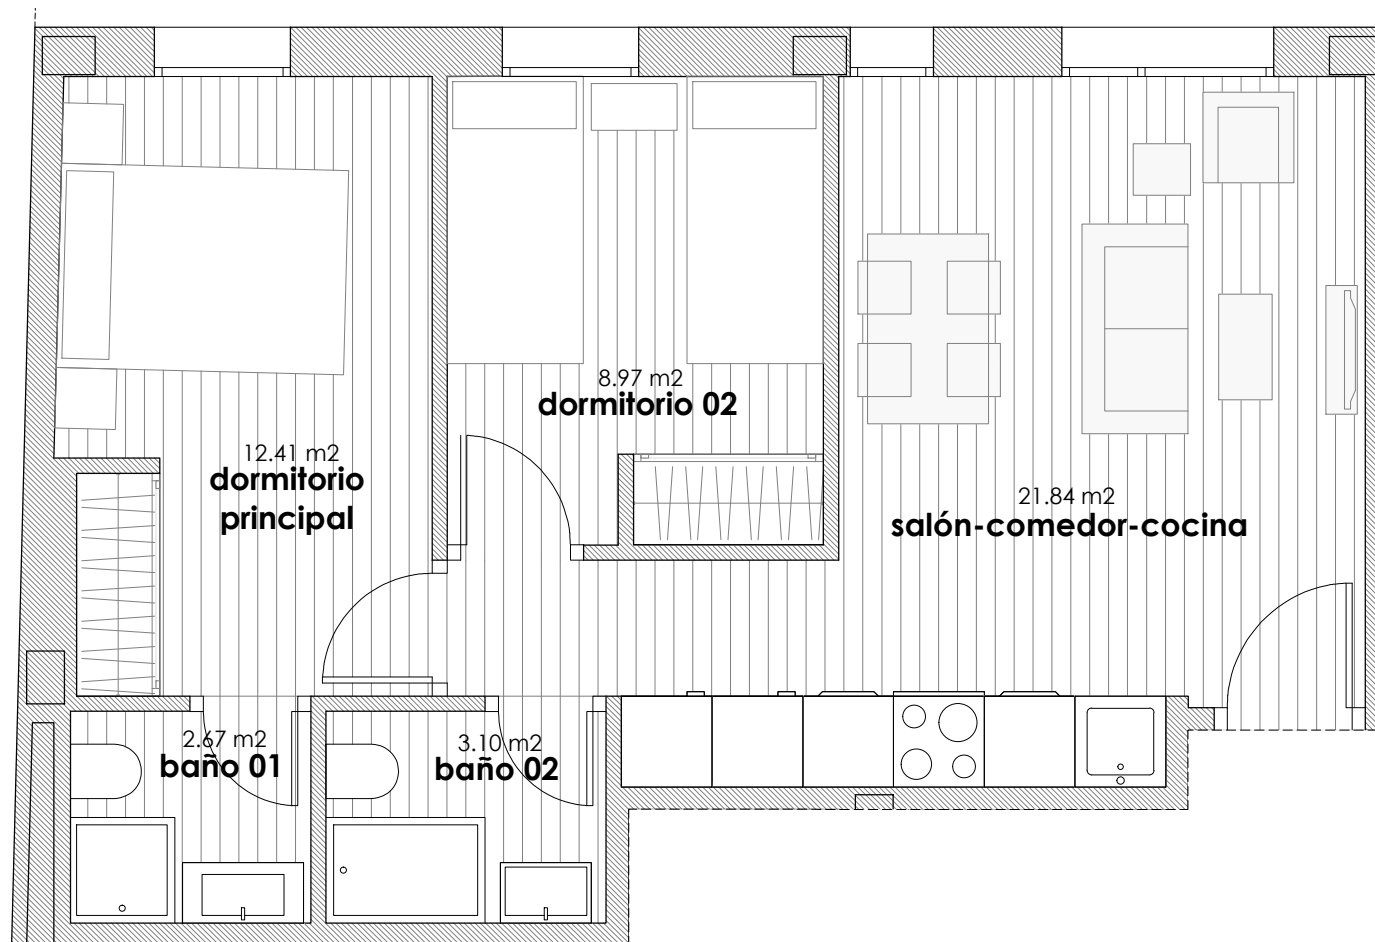 8.97 m2
dormitorio 02
12.41 m2
dormitorio
principal
21.84 m2
salón-comedor-cocina
2.67 m2
baño 01
3.10 m2
baño 02